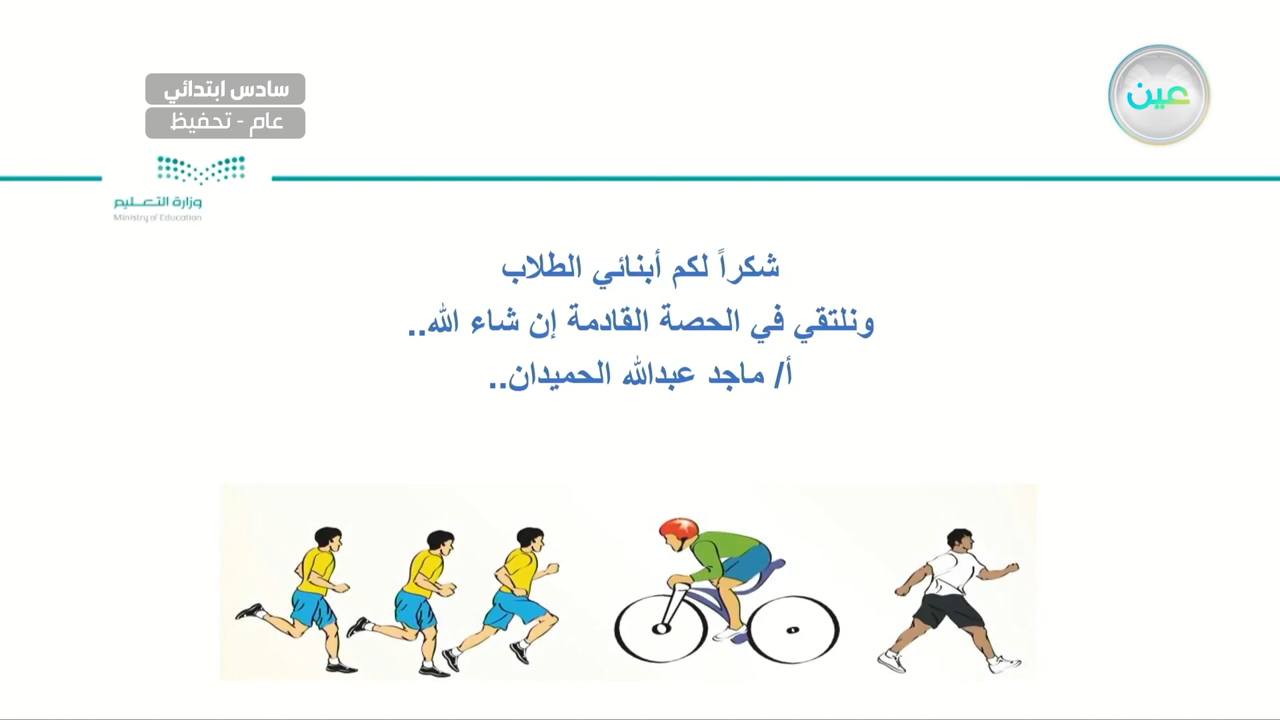 عين
سادس ابتدائي
عام - تحفيظ
وزارة التعـــليم
Ministry of Education
شكراً لكم أبنائي الطلاب
ونلتقي في الحصة القادمة إن شاء الله..
أ/ ماجد عبدالله الحميدان..